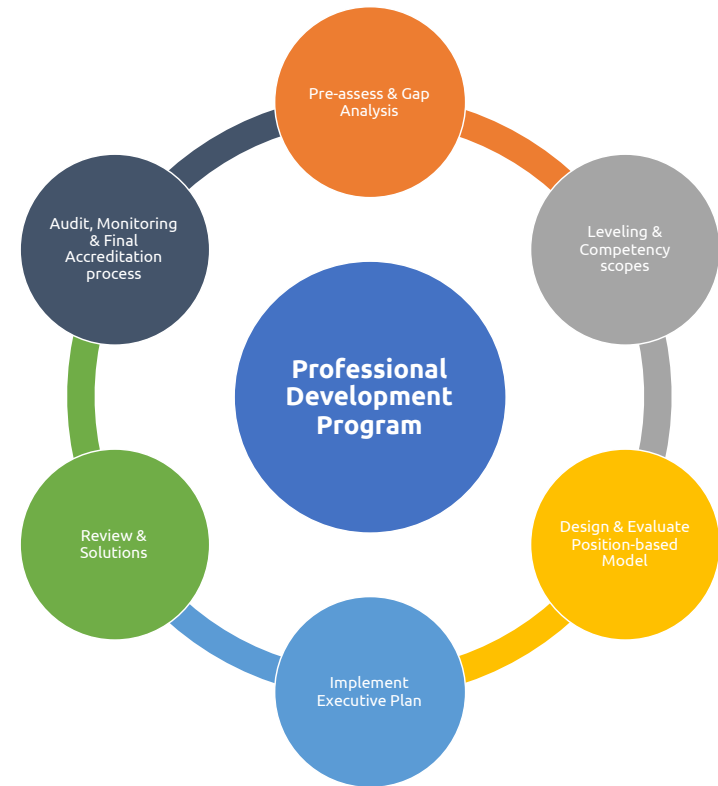 Pre-assess & Gap
Analysis
Leveling &
Competency
scopes
Design & Evaluate
Position-based
Model
Implement
Executive Plan
Review &
Solutions
Audit, Monitoring
& Final
Accreditation
process
Professional
Development
Program